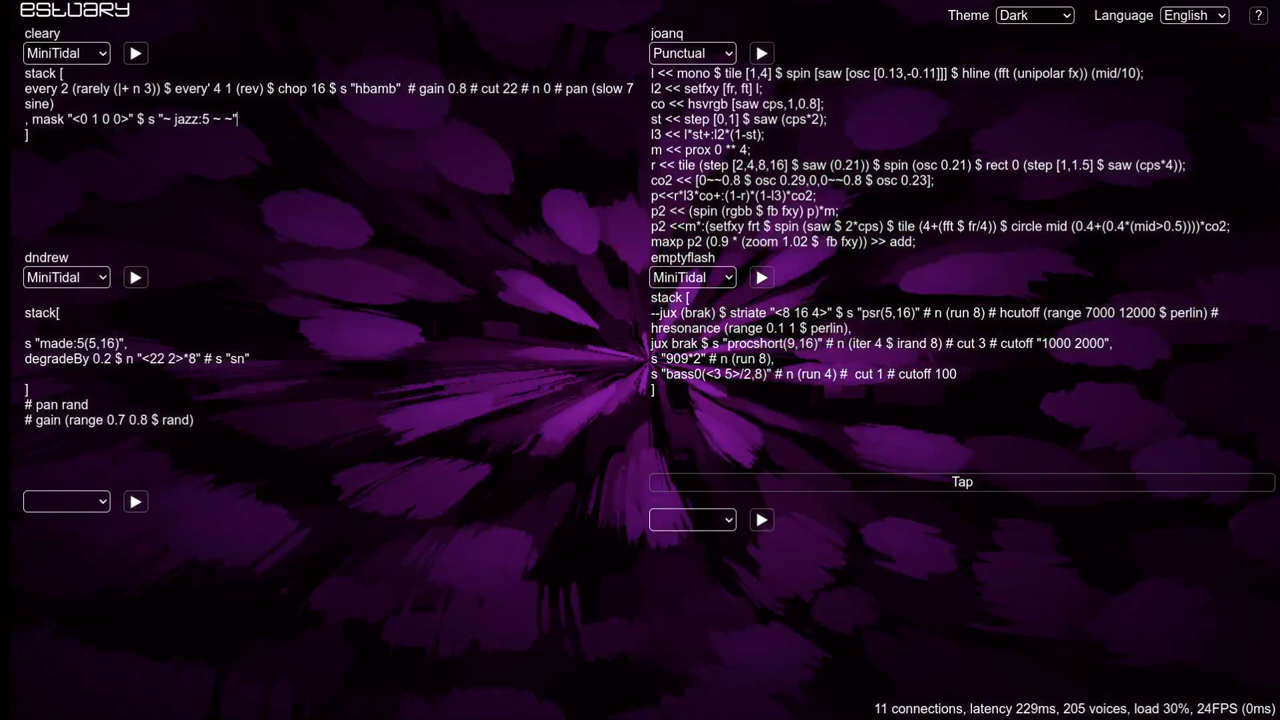 estuary
Theme Dark Language English ?
cleary
MiniTidal
stack [
every 2 (rarely (|+ n 3)) $ every' 4 1 (rev) $ chop 16 $ s "hbamb"  # gain 0.8 # cut 22 # n 0 # pan (slow 7
sine)
, mask "<0 1 0 0>" $ s "~ jazz:5 ~ ~"
]
joanq
Punctual
l << mono $ tile [1,4] $ spin [saw [osc [0.13,-0.11]]] $ hline (fft (unipolar fx)) (mid/10);
l2 << setfxy [fr, ft] l;
co << hsvrgb [saw cps,1,0.8];
st << step [0,1] $ saw (cps*2);
l3 << l*st+:l2*(1-st);
m << prox 0 ** 4;
r << tile (step [2,4,8,16] $ saw (0.21)) $ spin (osc 0.21) $ rect 0 (step [1,1.5] $ saw (cps*4));
co2 << [0~~0.8 $ osc 0.29,0,0~~0.8 $ osc 0.23];
p<<r*l3*co+:(1-r)*(1-l3)*co2;
p2 << (spin (rgbb $ fb fxy) p)*m;
p2 <<m*:(setfxy frt $ spin (saw $ 2*cps) $ tile (4+(fft $ fr/4)) $ circle mid (0.4+(0.4*(mid>0.5))))*co2;
maxp p2 (0.9 * (zoom 1.02 $  fb fxy)) >> add;
dndrew
MiniTidal
stack[
s "made:5(5,16)",
degradeBy 0.2 $ n "<22 2>*8" # s "sn"
]
# pan rand
# gain (range 0.7 0.8 $ rand)
emptyflash
MiniTidal
stack [
--jux (brak) $ striate "<8 16 4>" $ s "psr(5,16)" # n (run 8) # hcutoff (range 7000 12000 $ perlin) #
hresonance (range 0.1 1 $ perlin),
jux brak $ s "procshort(9,16)" # n (iter 4 $ irand 8) # cut 3 # cutoff "1000 2000",
s "909*2" # n (run 8),
s "bass0(<3 5>/2,8)" # n (run 4) #  cut 1 # cutoff 100
]
Tap
11 connections, latency 229ms, 205 voices, load 30%, 24FPS (0ms)